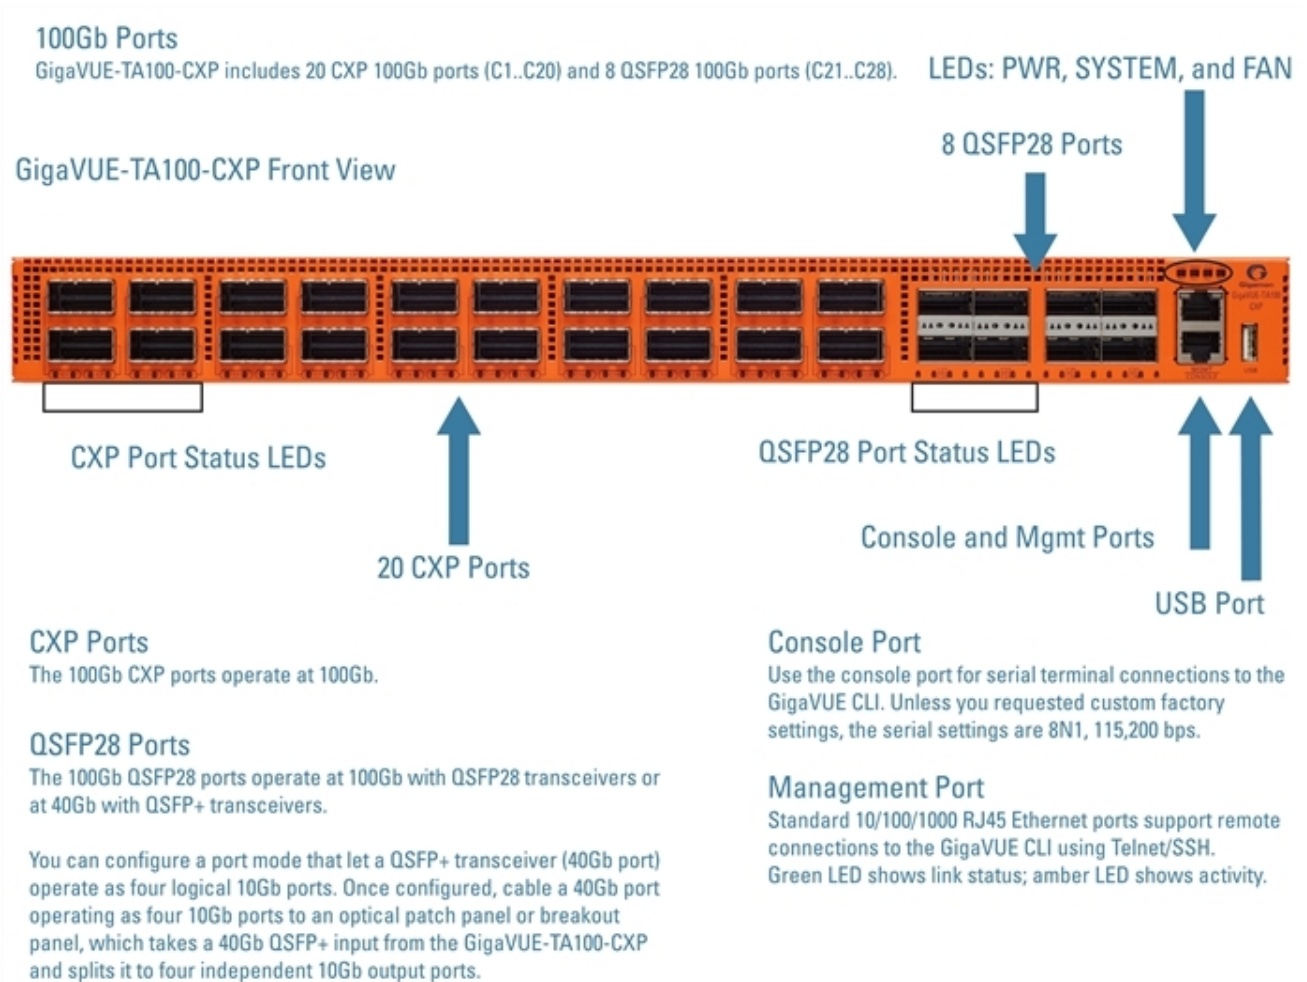 100Gb Ports
GigaVUE-TA100-CXP includes 20 CXP 100Gb ports (C1..C20) and 8 QSFP28 100Gb ports (C21..C28).
LEDs: PWR, SYSTEM, and FAN
8 QSFP28 Ports
GigaVUE-TA100-CXP Front View
Gigamon
GigaVUE-TA100
CXP
MGMT
CONSOLE
USB
CXP Port Status LEDs
QSFP28 Port Status LEDs
20 CXP Ports
Console and Mgmt Ports
USB Port
CXP Ports
The 100Gb CXP ports operate at 100Gb.
QSFP28 Ports
The 100Gb QSFP28 ports operate at 100Gb with QSFP28 transceivers or
at 40Gb with QSFP+ transceivers.
You can configure a port mode that let a QSFP+ transceiver (40Gb port)
operate as four logical 10Gb ports. Once configured, cable a 40Gb port
operating as four 10Gb ports to an optical patch panel or breakout
panel, which takes a 40Gb QSFP+ input from the GigaVUE-TA100-CXP
and splits it to four independent 10Gb output ports.
Console Port
Use the console port for serial terminal connections to the
GigaVUE CLI. Unless you requested custom factory
settings, the serial settings are 8N1, 115,200 bps.
Management Port
Standard 10/100/1000 RJ45 Ethernet ports support remote
connections to the GigaVUE CLI using Telnet/SSH.
Green LED shows link status; amber LED shows activity.